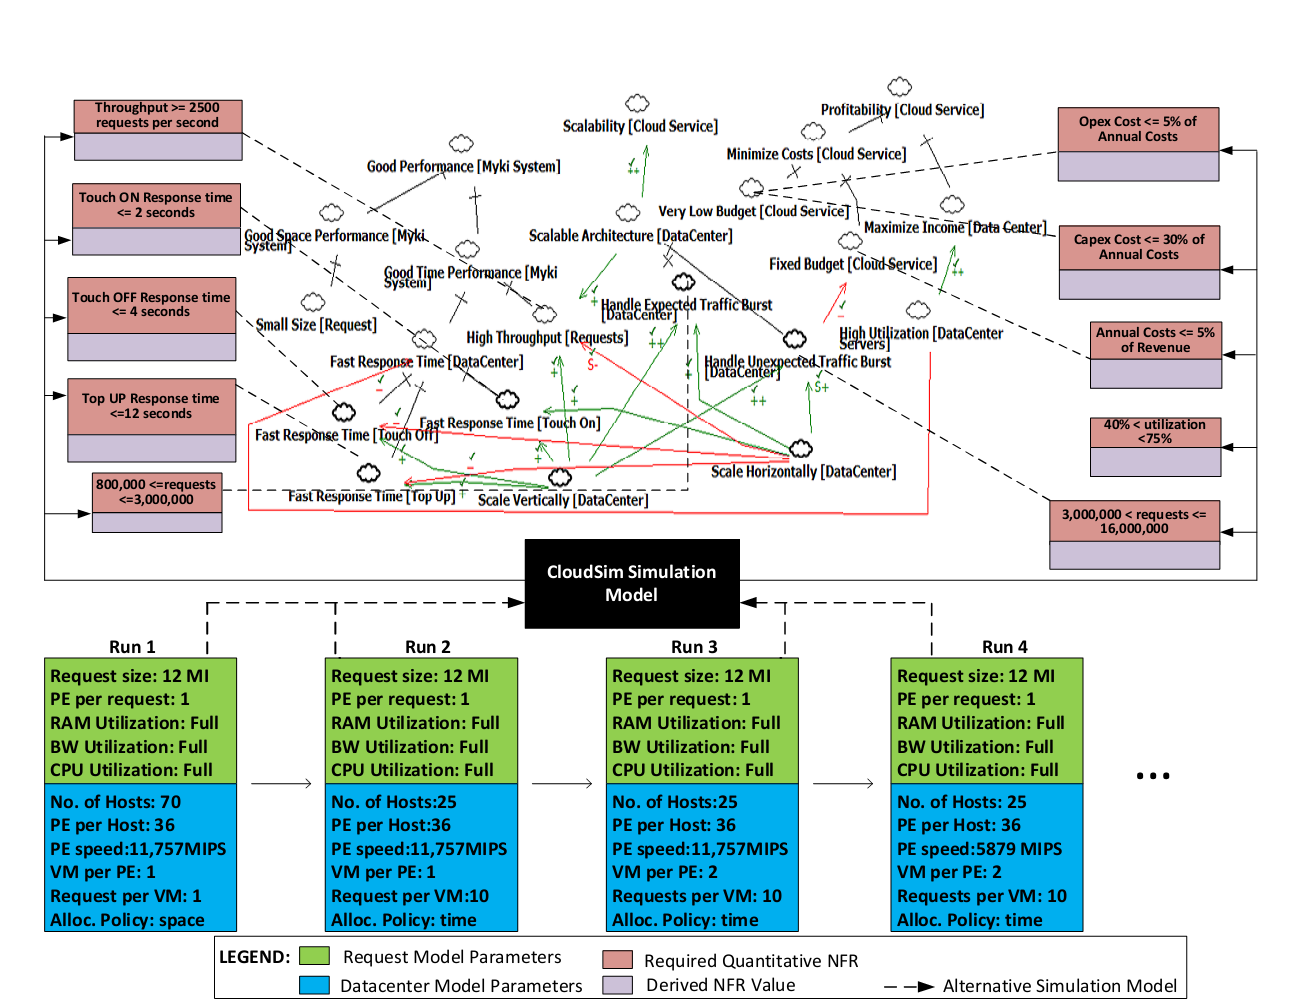 Throughput >= 2500
requests per second
Touch ON Response time
<= 2 seconds
Touch OFF Response time
<= 4 seconds
Top UP Response time
<=12 seconds
800,000 <=requests
<=3,000,000
Profitability [Cloud Service]
Scalability [Cloud Service]
Minimize Costs [Cloud Service]
Good Performance [Myki System]
Very Low Budget [Cloud Service]
Maximize Income [Data Center]
Good Space Performance [Myki
System]
Scalable Architecture [DataCenter]
Fixed Budget [Cloud Service]
Good Time Performance [Myki
System]
Handle Expected Traffic Burst
[DataCenter]
Small Size [Request]
High Throughput [Requests]
High Utilization [DataCenter
Servers]
Fast Response Time [DataCenter]
Handle Unexpected Traffic Burst
[DataCenter]
Fast Response Time [Touch On]
Fast Response Time [Touch Off]
Scale Horizontally [DataCenter]
Fast Response Time [Top Up]
Scale Vertically [DataCenter]
++
++
+
++
S-
+
+
+
++
S+
-
-
-
+
+
-
+
Opex Cost <= 5% of
Annual Costs
Capex Cost <= 30% of
Annual Costs
Annual Costs <= 5%
of Revenue
40% < utilization
<75%
3,000,000 < requests <=
16,000,000
CloudSim Simulation
Model
Run 1
Request size: 12 MI
PE per request: 1
RAM Utilization: Full
BW Utilization: Full
CPU Utilization: Full
No. of Hosts: 70
PE per Host: 36
PE speed:11,757MIPS
VM per PE: 1
Request per VM: 1
Alloc. Policy: space
Run 2
Request size: 12 MI
PE per request: 1
RAM Utilization: Full
BW Utilization: Full
CPU Utilization: Full
No. of Hosts:25
PE per Host:36
PE speed:11,757MIPS
VM per PE: 1
Request per VM:10
Alloc. Policy: time
Run 3
Request size: 12 MI
PE per request: 1
RAM Utilization: Full
BW Utilization: Full
CPU Utilization: Full
No. of Hosts:25
PE per Host: 36
PE speed:11,757MIPS
VM per PE: 2
Requests per VM: 10
Alloc. Policy: time
Run 4
Request size: 12 MI
PE per request: 1
RAM Utilization: Full
BW Utilization: Full
CPU Utilization: Full
No. of Hosts: 25
PE per Host: 36
PE speed:5879 MIPS
VM per PE: 2
Requests per VM: 10
Alloc. Policy: time
...
LEGEND:
Request Model Parameters
Required Quantitative NFR
Datacenter Model Parameters
Derived NFR Value
Alternative Simulation Model